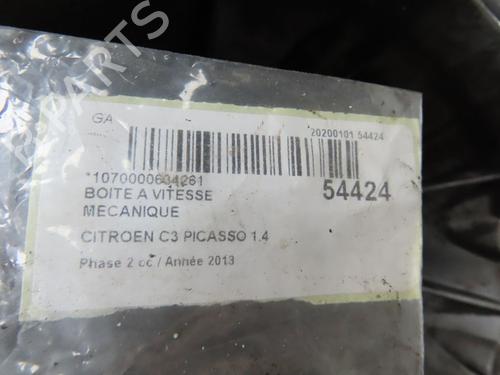 GA
20200101 54424
*1070000634261
54424
BOITE A VITESSE
MECANIQUE
CITROEN C3 PICASSO 1.4
Phase 2 cc / Année 2013